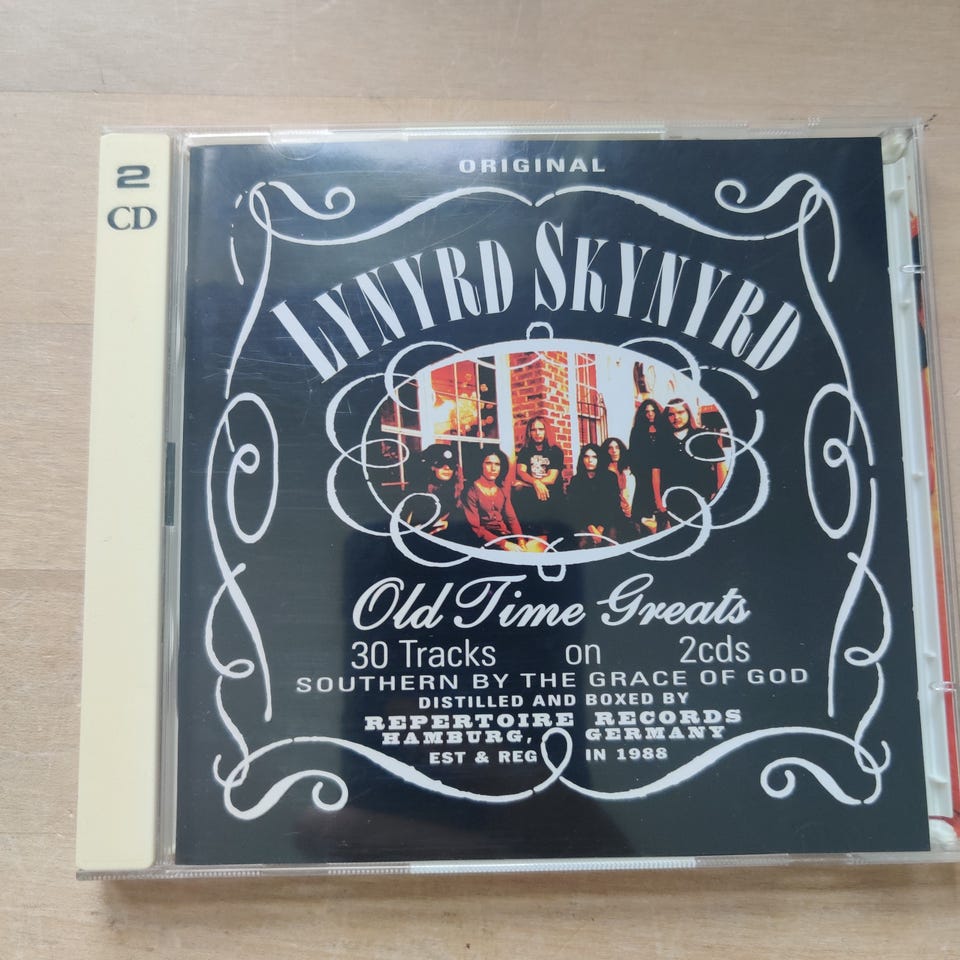 2
CD
ORIGINAL
LYNYRD SKYNYRD
Old Time Greats
30 Tracks on 2cds
SOUTHERN BY THE GRACE OF GOD
DISTILLED AND BOXED BY
REPERTOIRE RECORDS
HAMBURG, GERMANY
EST & REG IN 1988